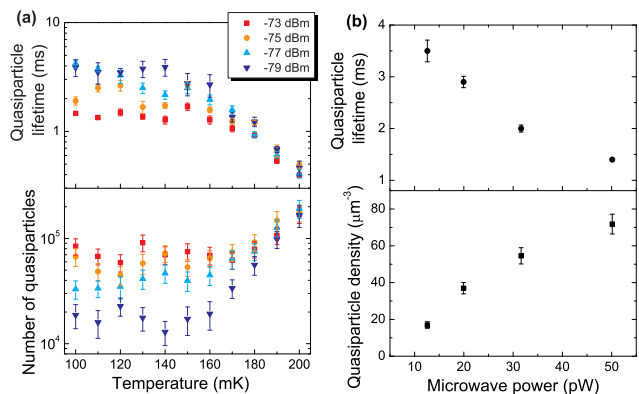 (a)
-73 dBm
-75 dBm
-77 dBm
-79 dBm
Quasiparticle
lifetime (ms)
10
1
Number of quasiparticles
10^5
10^4
100 120 140 160 180 200
Temperature (mK)
(b)
Quasiparticle
lifetime (ms)
4
3
2
1
Quasiparticle density (μm^-3)
80
60
40
20
0
10 20 30 40 50
Microwave power (pW)